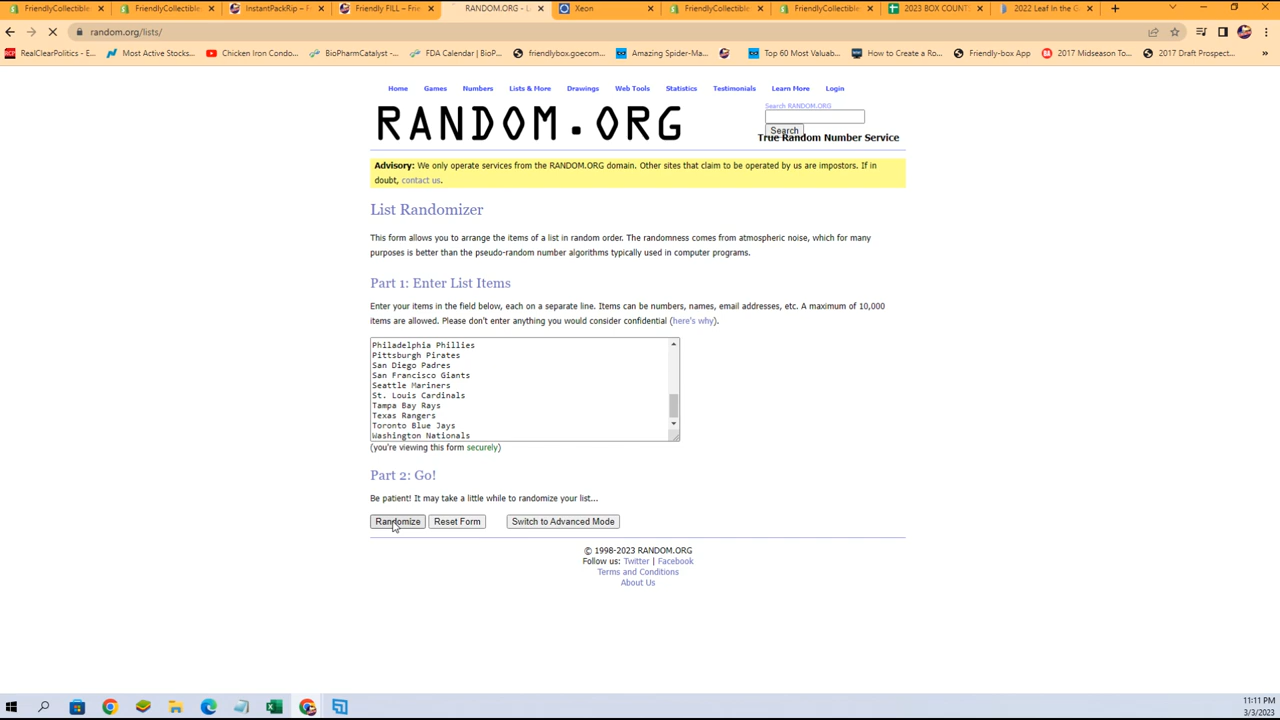 FriendlyCollectible
FriendlyCollectible
InstantPackRip –
Friendly FILL –
RANDOM.ORG - L
Xeon
FriendlyCollectible
FriendlyCollectible
2023 BOX COUNT
2022 Leaf In the
random.org/lists/
RealClearPolitics -
Most Active Stocks...
Chicken Iron Condo...
BioPharmCatalyst -
FDA Calendar | BioP...
friendlybox.goecom...
Amazing Spider-Ma...
Top 60 Most Valuab...
How to Create a Ro...
Friendly-box App
2017 Midseason To...
2017 Draft Prospect...
»
Home Games Numbers Lists & More Drawings Web Tools Statistics Testimonials Learn More Login
Search RANDOM.ORG
RANDOM.ORG
Search
True Random Number Service
Advisory: We only operate services from the RANDOM.ORG domain. Other sites that claim to be operated by us are impostors. If in
doubt, contact us.
List Randomizer
This form allows you to arrange the items of a list in random order. The randomness comes from atmospheric noise, which for many
purposes is better than the pseudo-random number algorithms typically used in computer programs.
Part 1: Enter List Items
Enter your items in the field below, each on a separate line. Items can be numbers, names, email addresses, etc. A maximum of 10,000
items are allowed. Please don't enter anything you would consider confidential (here's why).
Philadelphia Phillies
Pittsburgh Pirates
San Diego Padres
San Francisco Giants
Seattle Mariners
St. Louis Cardinals
Tampa Bay Rays
Texas Rangers
Toronto Blue Jays
Washington Nationals
(you're viewing this form securely)
Part 2: Go!
Be patient! It may take a little while to randomize your list...
Randomize Reset Form Switch to Advanced Mode
© 1998-2023 RANDOM.ORG
Follow us: Twitter | Facebook
Terms and Conditions
About Us
11:11 PM
3/3/2023